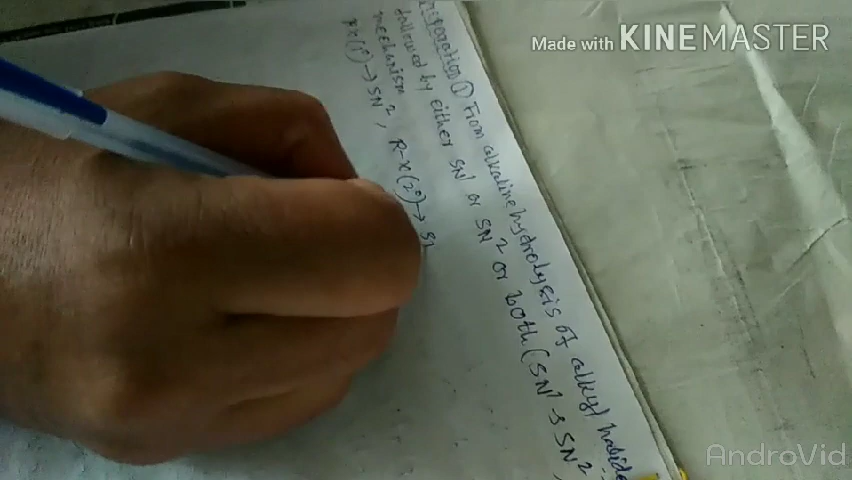 Made with KINEMASTER
Preparation ① From alkaline hydrolysis of alkyl halide:-
followed by either SN¹ or SN² or both (SN¹ & SN²
mechanism
RX(1°) → SN², R-X(2°) → S
AndroVid